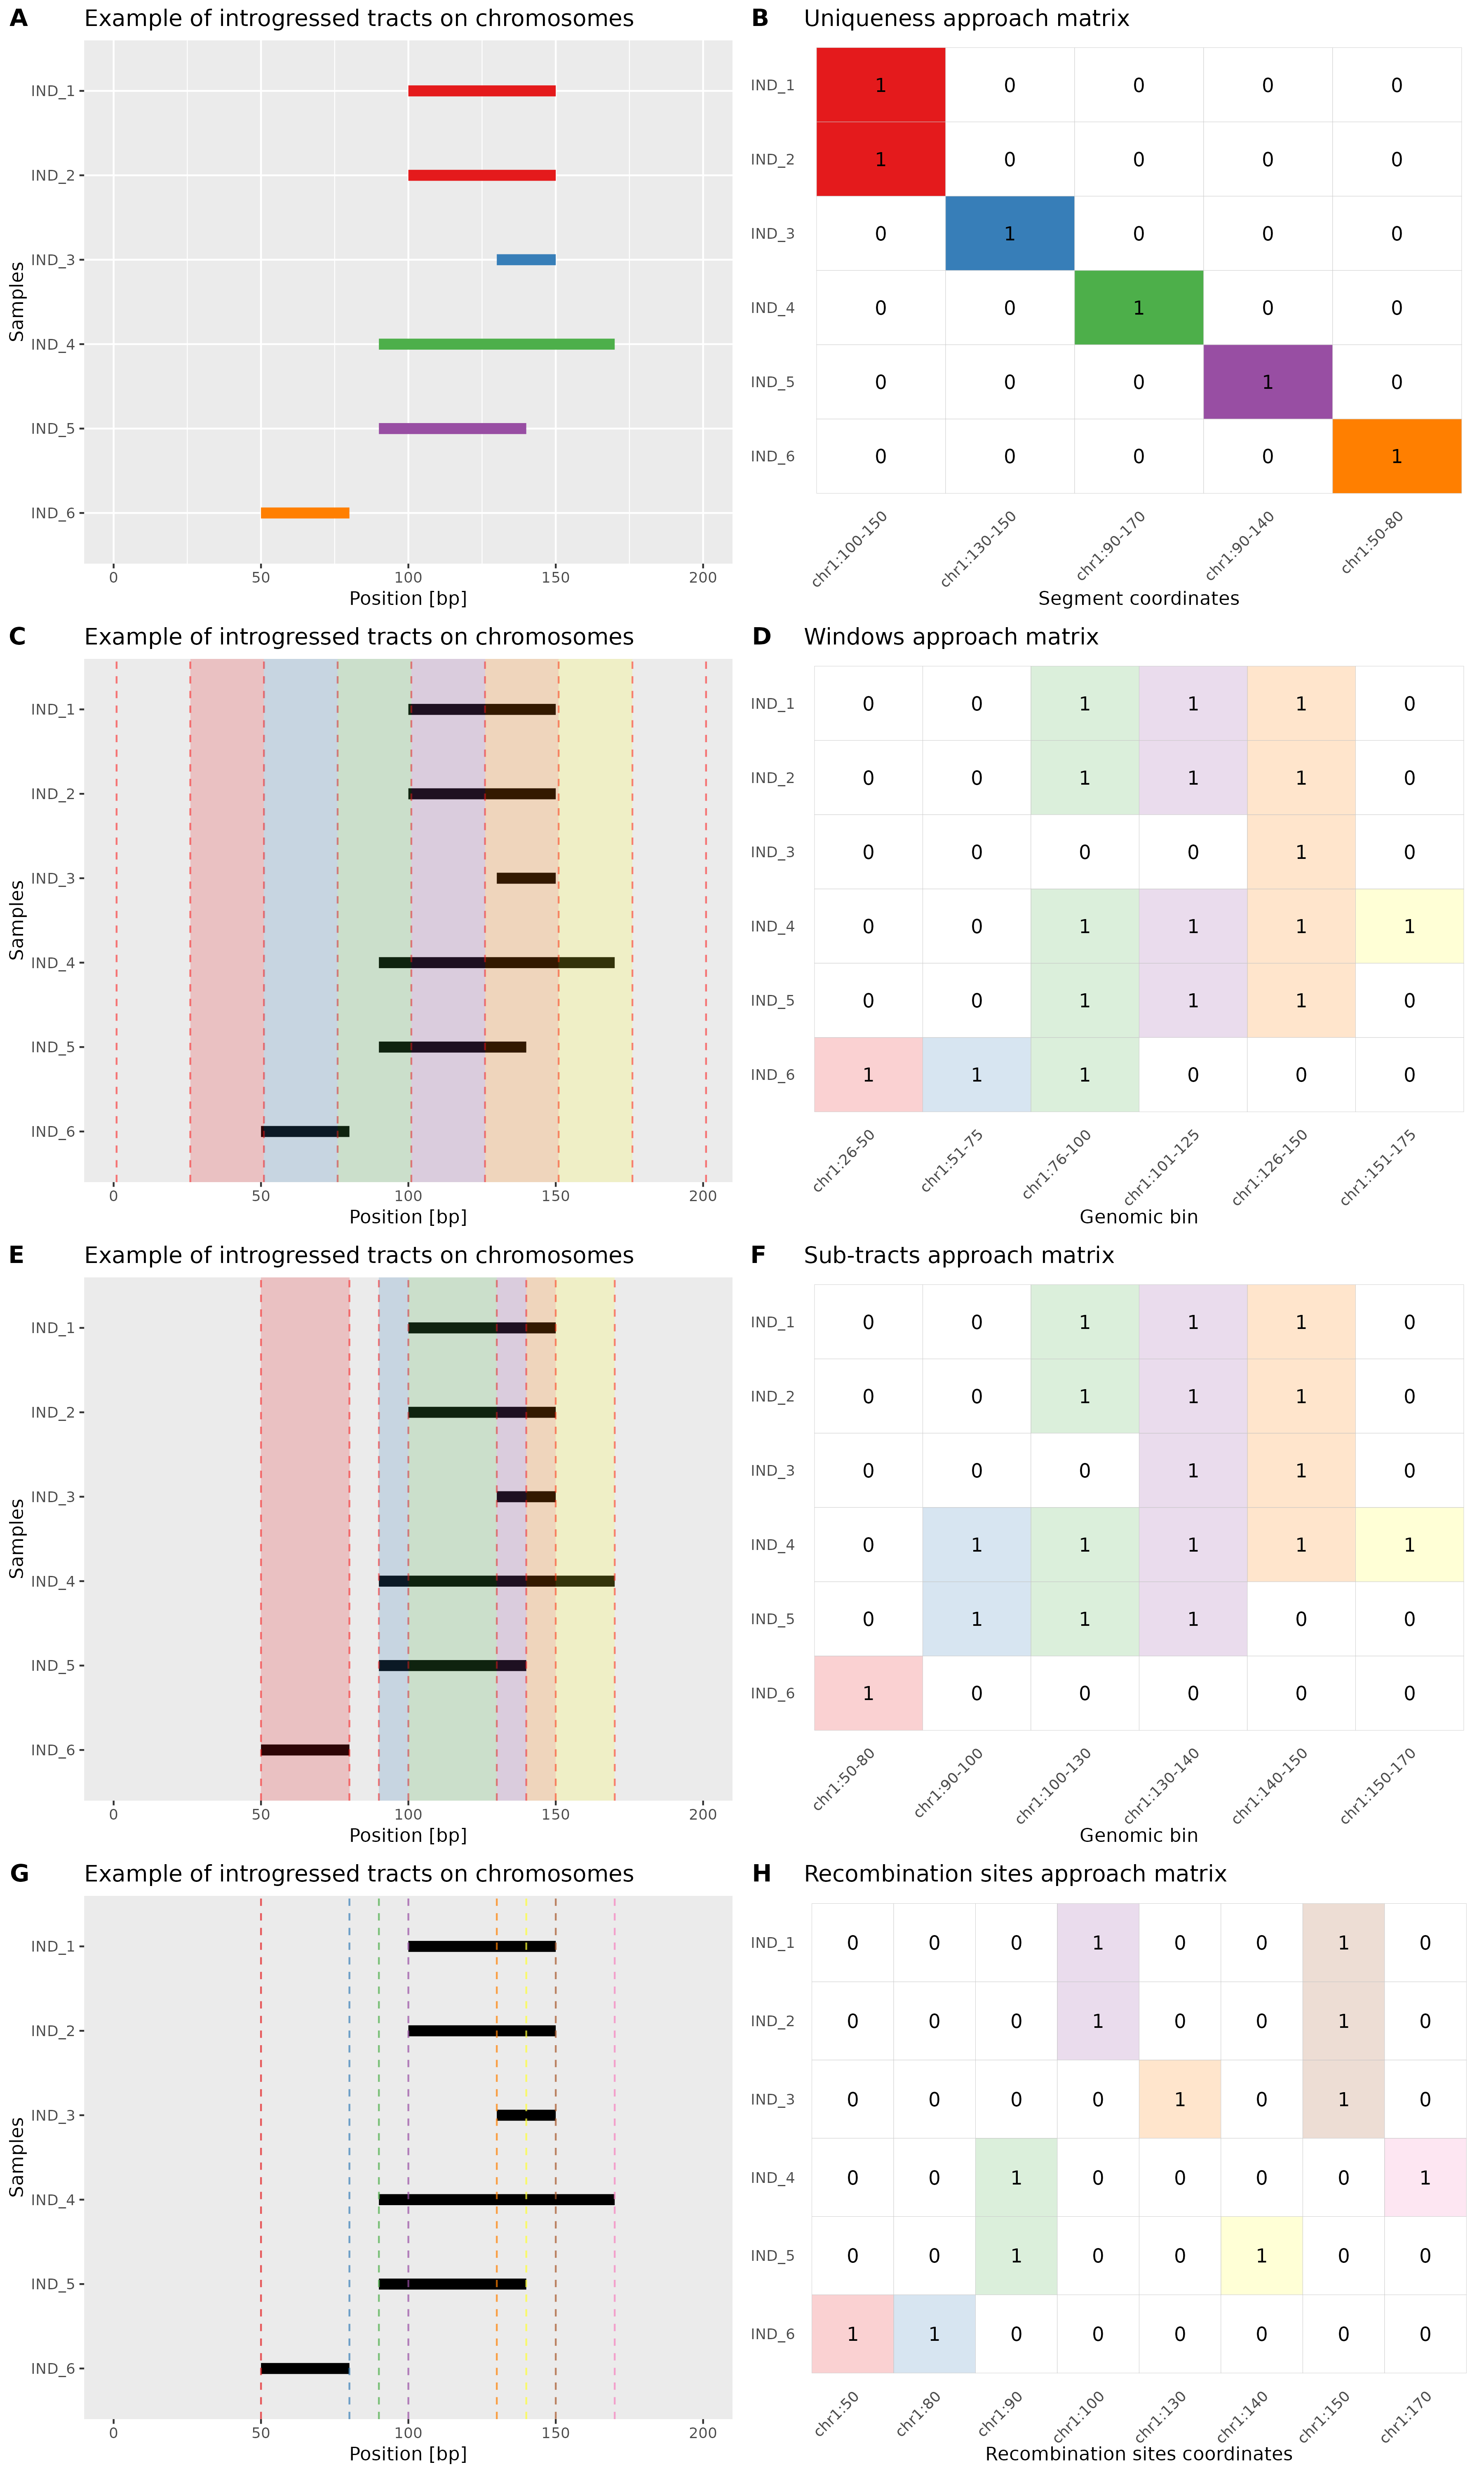 A Example of introgressed tracts on chromosomes
IND_1
IND_2
IND_3
IND_4
IND_5
IND_6
Samples
0 50 100 150 200
Position [bp]
B Uniqueness approach matrix
IND_1 1 0 0 0 0
IND_2 1 0 0 0 0
IND_3 0 1 0 0 0
IND_4 0 0 1 0 0
IND_5 0 0 0 1 0
IND_6 0 0 0 0 1
chr1:100-150 chr1:130-150 chr1:90-170 chr1:90-140 chr1:50-80
Segment coordinates
C Example of introgressed tracts on chromosomes
IND_1
IND_2
IND_3
IND_4
IND_5
IND_6
Samples
0 50 100 150 200
Position [bp]
D Windows approach matrix
IND_1 0 0 1 1 1 0
IND_2 0 0 1 1 1 0
IND_3 0 0 0 0 1 0
IND_4 0 0 1 1 1 1
IND_5 0 0 1 1 1 0
IND_6 1 1 1 0 0 0
chr1:26-50 chr1:51-75 chr1:76-100 chr1:101-125 chr1:126-150 chr1:151-175
Genomic bin
E Example of introgressed tracts on chromosomes
IND_1
IND_2
IND_3
IND_4
IND_5
IND_6
Samples
0 50 100 150 200
Position [bp]
F Sub-tracts approach matrix
IND_1 0 0 1 1 1 0
IND_2 0 0 1 1 1 0
IND_3 0 0 0 1 1 0
IND_4 0 1 1 1 1 1
IND_5 0 1 1 1 0 0
IND_6 1 0 0 0 0 0
chr1:50-80 chr1:90-100 chr1:100-130 chr1:130-140 chr1:140-150 chr1:150-170
Genomic bin
G Example of introgressed tracts on chromosomes
IND_1
IND_2
IND_3
IND_4
IND_5
IND_6
Samples
0 50 100 150 200
Position [bp]
H Recombination sites approach matrix
IND_1 0 0 0 1 0 0 1 0
IND_2 0 0 0 1 0 0 1 0
IND_3 0 0 0 0 1 0 1 0
IND_4 0 0 1 0 0 0 0 1
IND_5 0 0 1 0 0 1 0 0
IND_6 1 1 0 0 0 0 0 0
chr1:50 chr1:80 chr1:90 chr1:100 chr1:130 chr1:140 chr1:150 chr1:170
Recombination sites coordinates